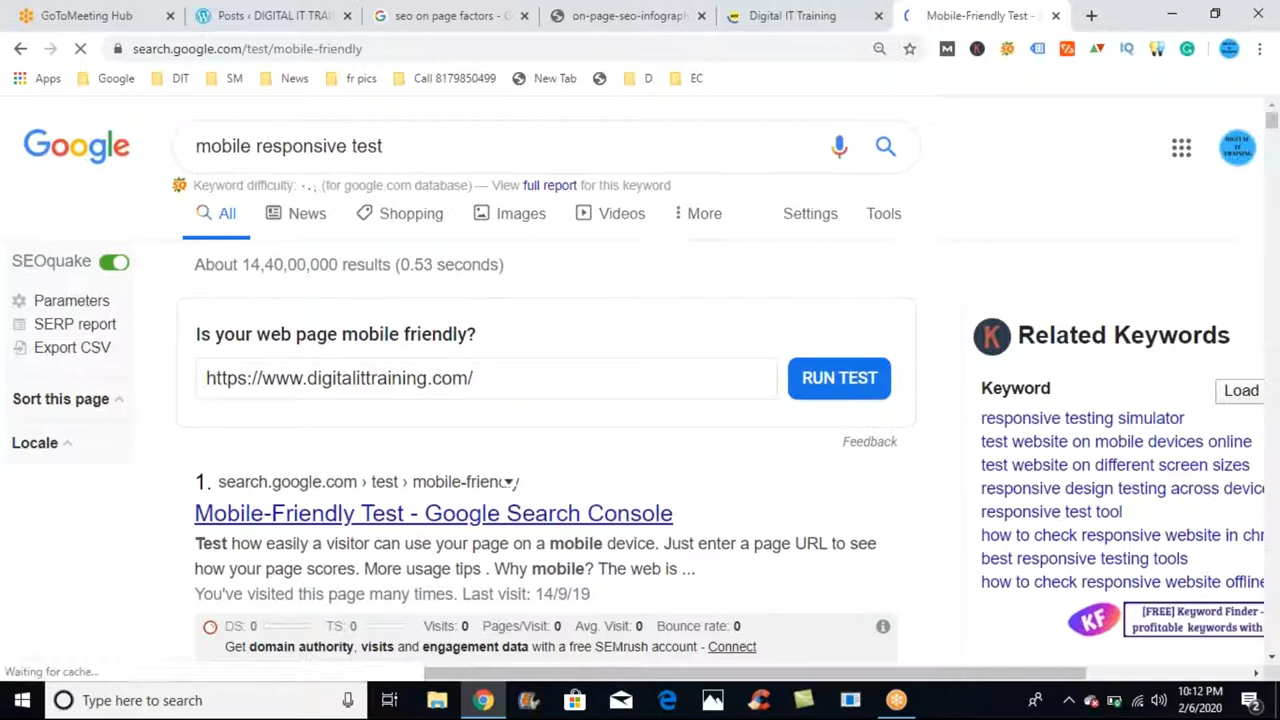 GoToMeeting Hub
Posts ‹ DIGITAL IT TRAI
seo on page factors - G
on-page-seo-infograph
Digital IT Training
Mobile-Friendly Test -
search.google.com/test/mobile-friendly
Apps
Google
DIT
SM
News
fr pics
Call 8179850499
New Tab
D
EC
Google
mobile responsive test
DIGITAL
IT
TRAINING
Keyword difficulty: (for google.com database) — View full report for this keyword
All
News
Shopping
Images
Videos
More
Settings
Tools
SEOquake
Parameters
SERP report
Export CSV
Sort this page
Locale
About 14,40,00,000 results (0.53 seconds)
Is your web page mobile friendly?
https://www.digitalittraining.com/
RUN TEST
Feedback
1. search.google.com › test › mobile-friendly
Mobile-Friendly Test - Google Search Console
Test how easily a visitor can use your page on a mobile device. Just enter a page URL to see
how your page scores. More usage tips . Why mobile? The web is ...
You've visited this page many times. Last visit: 14/9/19
DS: 0
TS: 0
Visits: 0
Pages/Visit: 0
Avg. Visit: 0
Bounce rate: 0
Get domain authority, visits and engagement data with a free SEMrush account - Connect
K
Related Keywords
Keyword
Load
responsive testing simulator
test website on mobile devices online
test website on different screen sizes
responsive design testing across device
responsive test tool
how to check responsive website in chr
best responsive testing tools
how to check responsive website offline
KF
[FREE] Keyword Finder -
profitable keywords with
Waiting for cache...
Type here to search
10:12 PM
2/6/2020
2